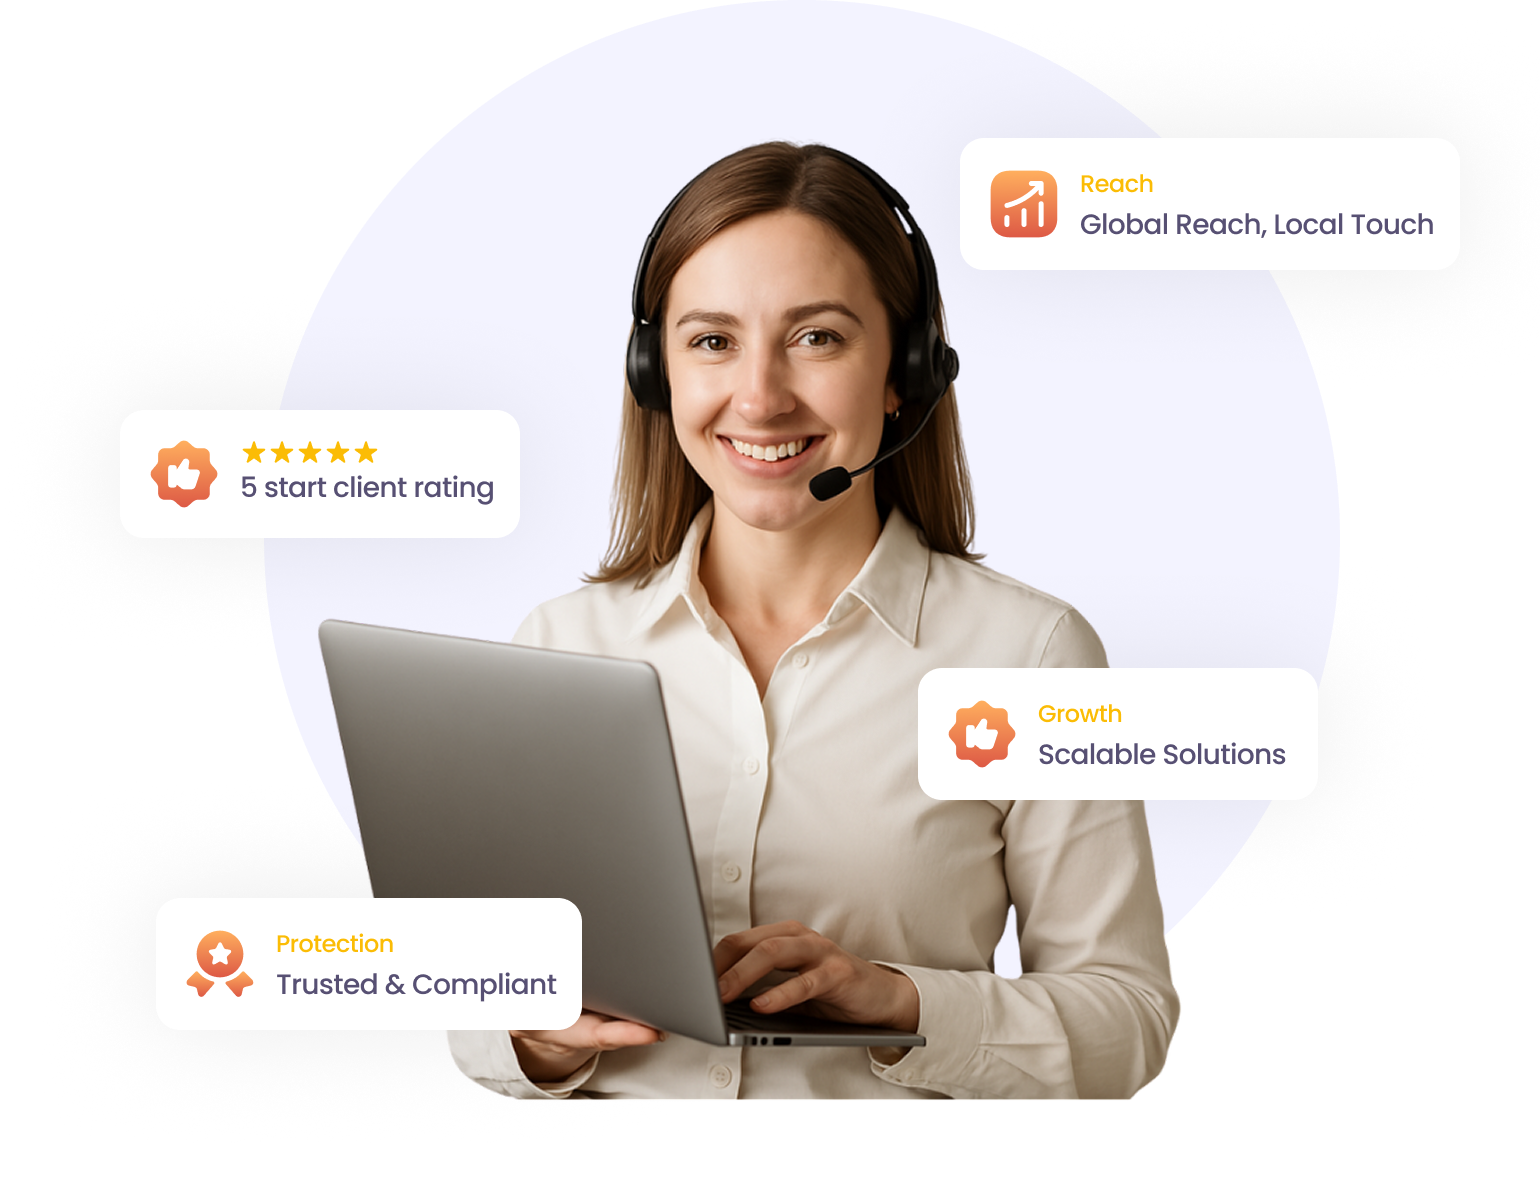 Reach
Global Reach, Local Touch
5 start client rating
Growth
Scalable Solutions
Protection
Trusted & Compliant